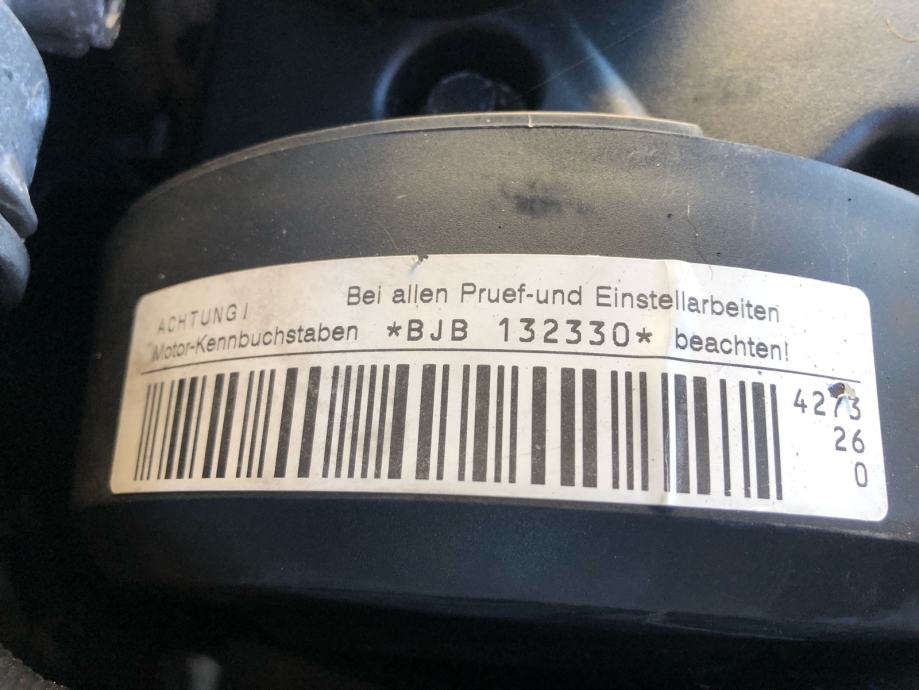 ACHTUNG! Bei allen Pruef-und Einstellarbeiten
Motor-Kennbuchstaben *BJB 132330* beachten!
4273
26
0